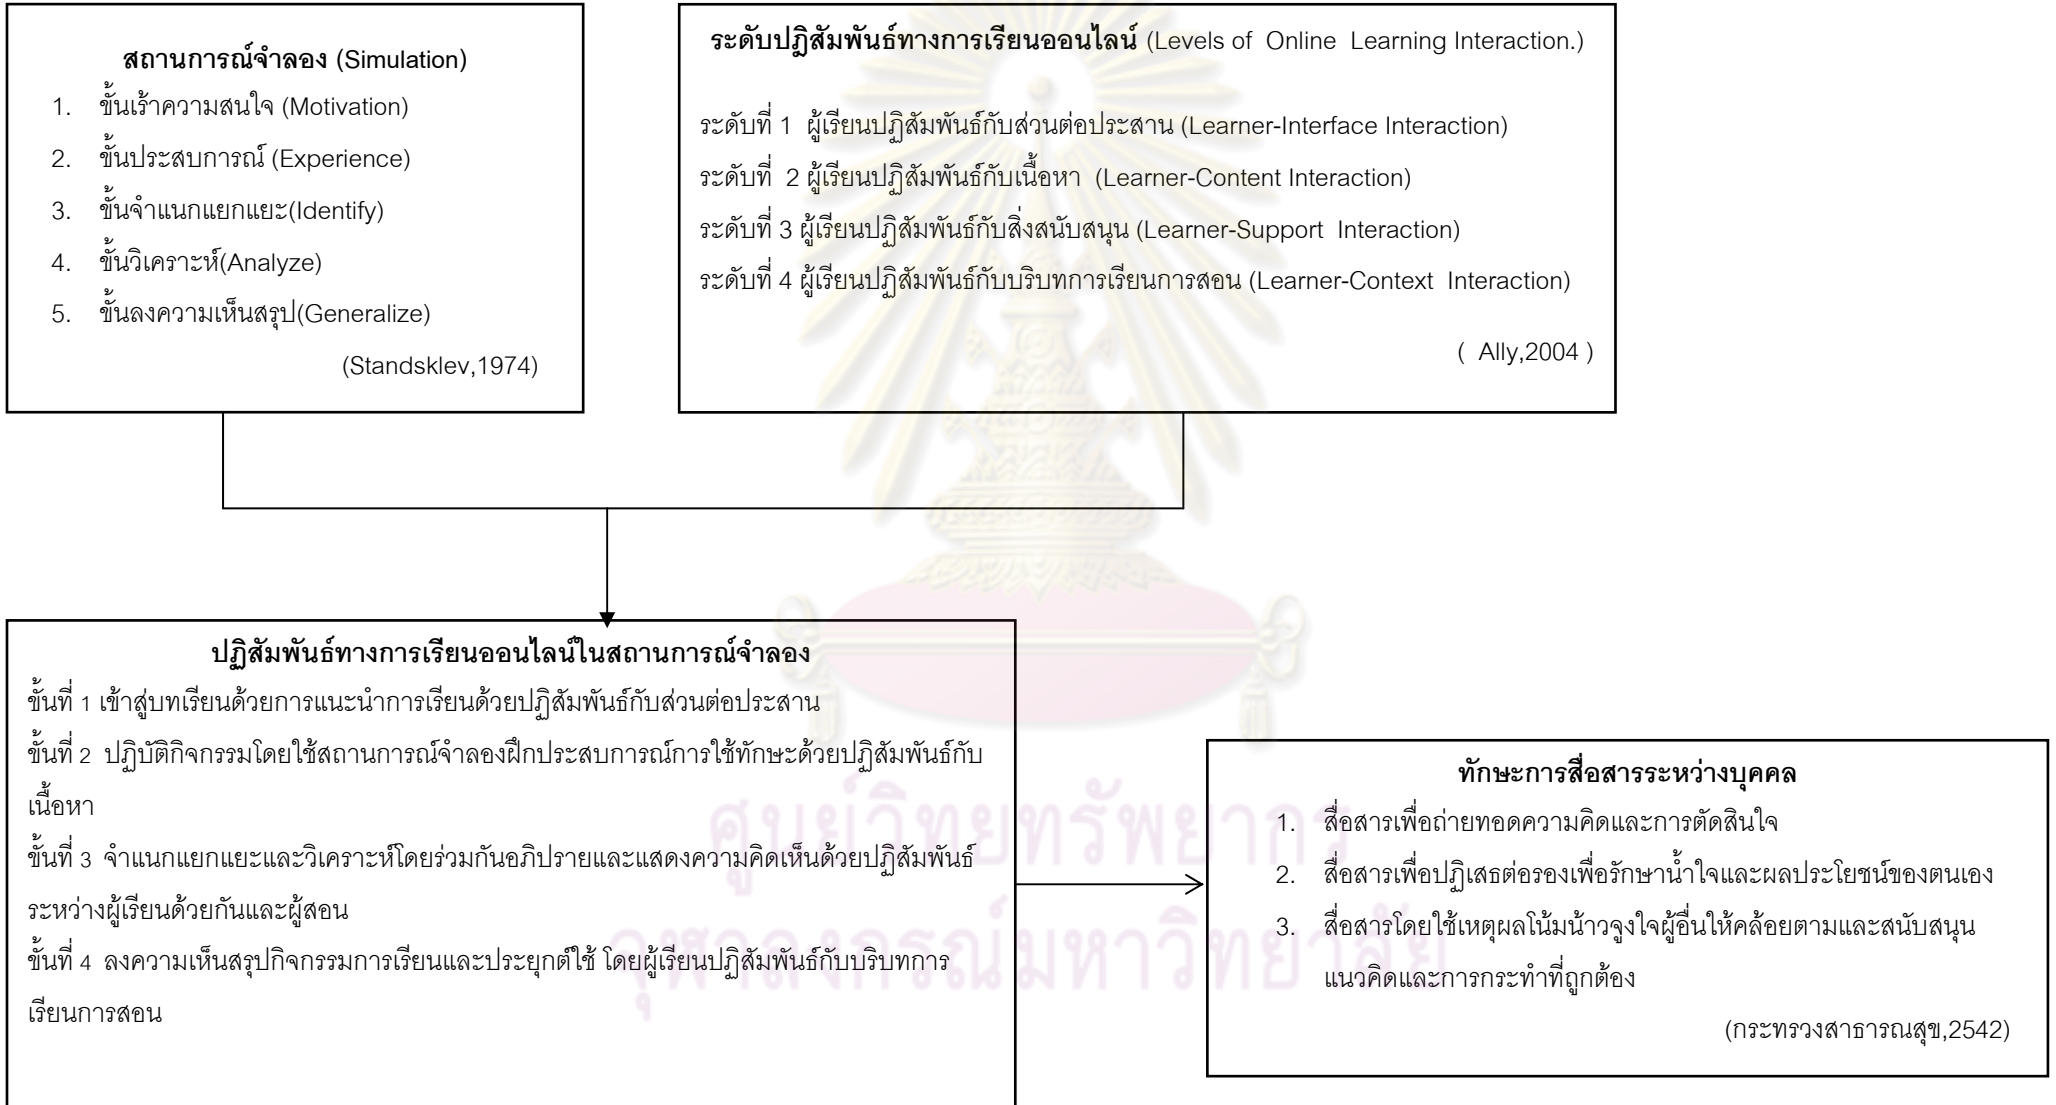 สถานการณ์จำลอง (Simulation)
1. ขั้นเร้าความสนใจ (Motivation)
2. ขั้นประสบการณ์ (Experience)
3. ขั้นจำแนกแยกแยะ(Identify)
4. ขั้นวิเคราะห์(Analyze)
5. ขั้นลงความเห็นสรุป(Generalize)
(Standsklev,1974)
ระดับปฎิสัมพันธ์ทางการเรียนออนไลน์ (Levels of Online Learning Interaction.)
ระดับที่ 1 ผู้เรียนปฏิสัมพันธ์กับส่วนต่อประสาน (Learner-Interface Interaction)
ระดับที่ 2 ผู้เรียนปฏิสัมพันธ์กับเนื้อหา (Learner-Content Interaction)
ระดับที่ 3 ผู้เรียนปฏิสัมพันธ์กับสิ่งสนับสนุน (Learner-Support Interaction)
ระดับที่ 4 ผู้เรียนปฏิสัมพันธ์กับบริบทการเรียนการสอน (Learner-Context Interaction)
( Ally,2004 )
ปฏิสัมพันธ์ทางการเรียนออนไลน์ในสถานการณ์จำลอง
ขั้นที่ 1 เข้าสู่บทเรียนด้วยการแนะนำการเรียนด้วยปฏิสัมพันธ์กับส่วนต่อประสาน
ขั้นที่ 2 ปฏิบัติกิจกรรมโดยใช้สถานการณ์จำลองฝึกประสบการณ์การใช้ทักษะด้วยปฏิสัมพันธ์กับ
เนื้อหา
ขั้นที่ 3 จำแนกแยกแยะและวิเคราะห์โดยร่วมกันอภิปรายและแสดงความคิดเห็นด้วยปฏิสัมพันธ์
ระหว่างผู้เรียนด้วยกันและผู้สอน
ขั้นที่ 4 ลงความเห็นสรุปกิจกรรมการเรียนและประยุกต์ใช้ โดยผู้เรียนปฏิสัมพันธ์กับบริบทการ
เรียนการสอน
ทักษะการสื่อสารระหว่างบุคคล
1. สื่อสารเพื่อถ่ายทอดความคิดและการตัดสินใจ
2. สื่อสารเพื่อปฏิเสธต่อรองเพื่อรักษาน้ำใจและผลประโยชน์ของตนเอง
3. สื่อสารโดยใช้เหตุผลโน้มน้าวจูงใจผู้อื่นให้คล้อยตามและสนับสนุน
แนวคิดและการกระทำที่ถูกต้อง
(กระทรวงสาธารณสุข,2542)
ศูนย์วิทยทรัพยากร
จุฬาลงกรณ์มหาวิทยาลัย